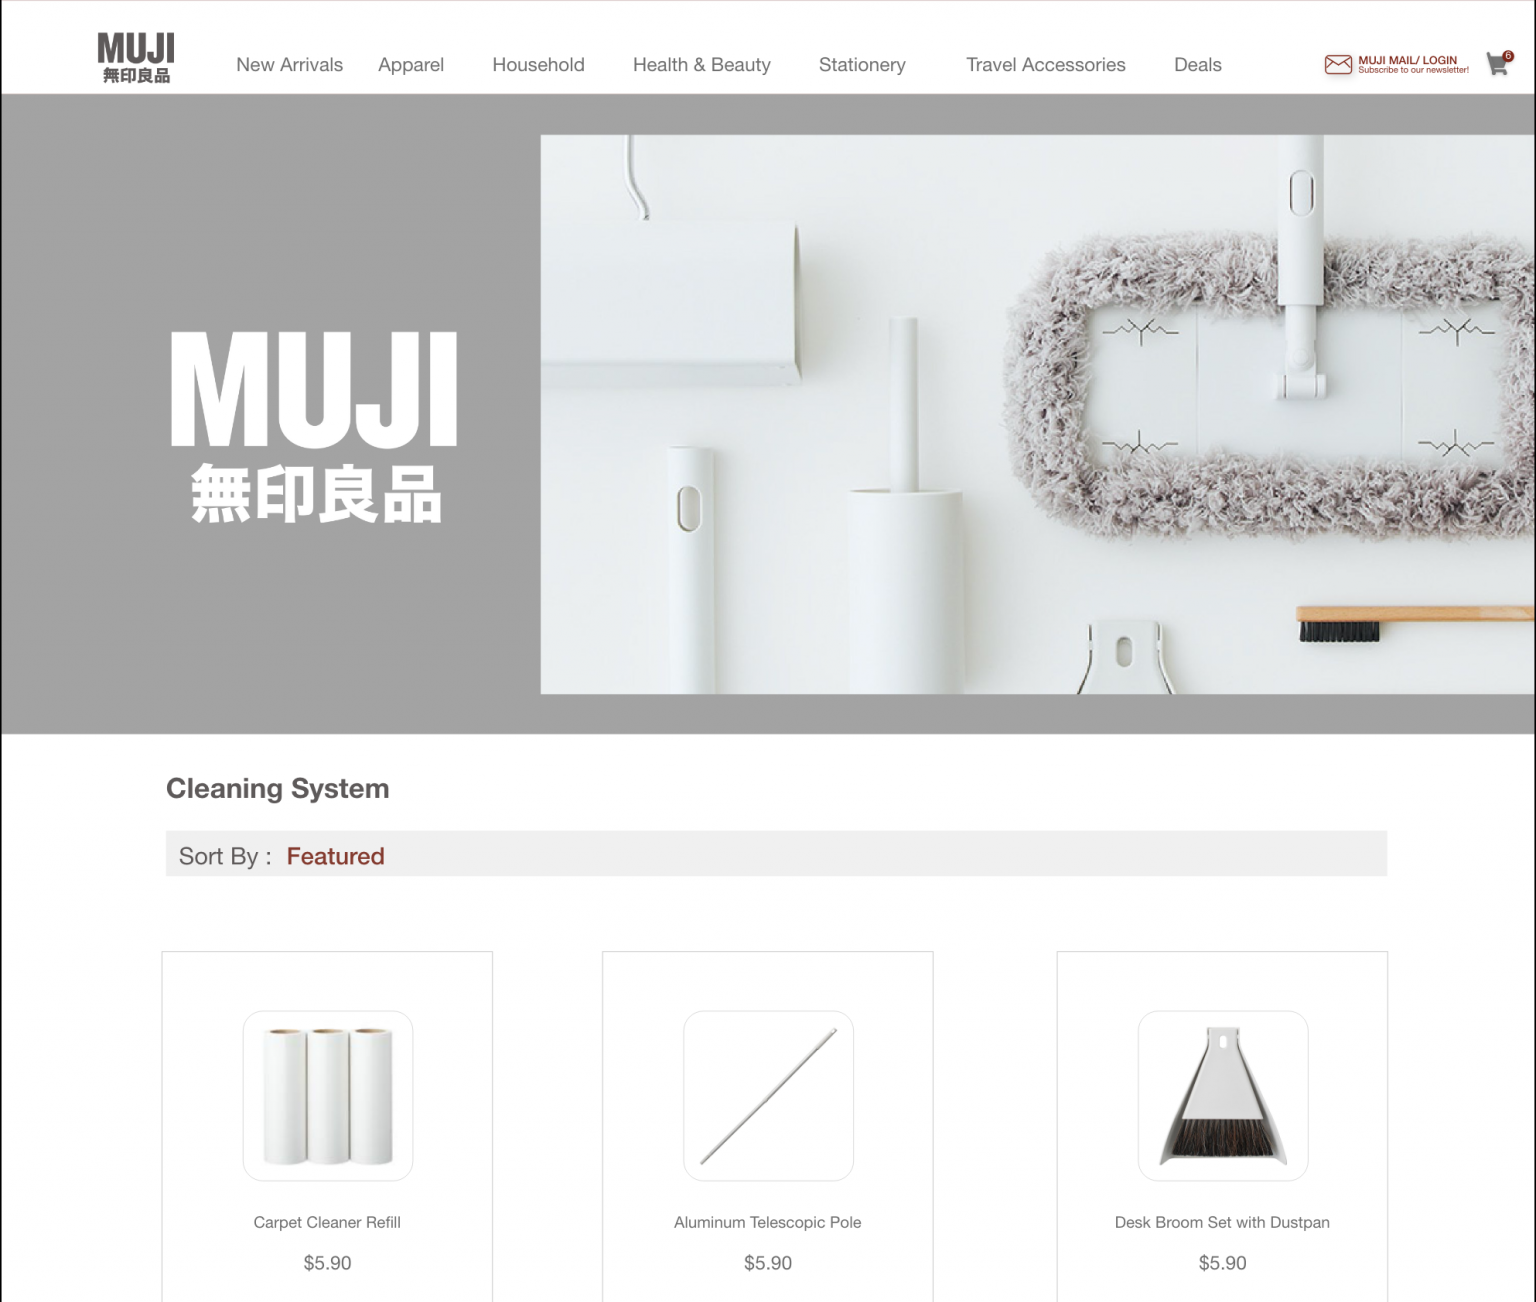 MUJI
無印良品
New Arrivals
Apparel
Household
Health & Beauty
Stationery
Travel Accessories
Deals
MUJI MAIL/ LOGIN
Subscribe to our newsletter!
6
MUJI
無印良品
Cleaning System
Sort By : Featured
Carpet Cleaner Refill
$5.90
Aluminum Telescopic Pole
$5.90
Desk Broom Set with Dustpan
$5.90